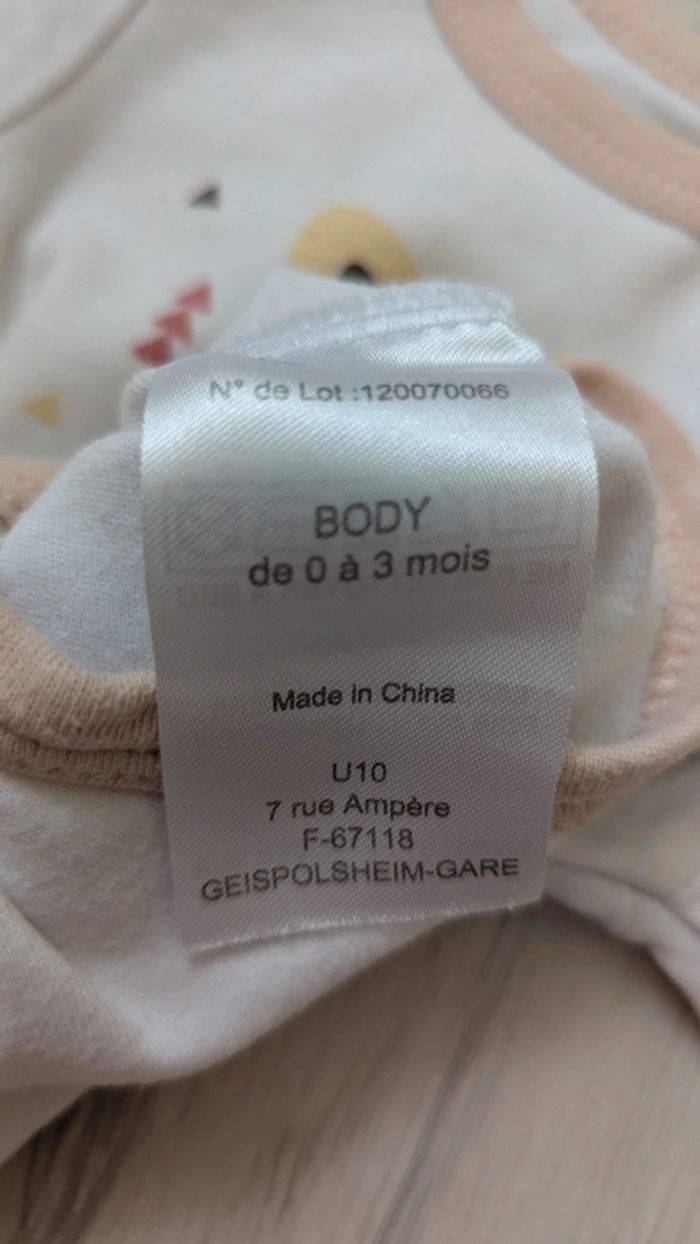 N° de Lot :120070066
BODY
de 0 à 3 mois
Made in China
U10
7 rue Ampère
F-67118
GEISPOLSHEIM-GARE